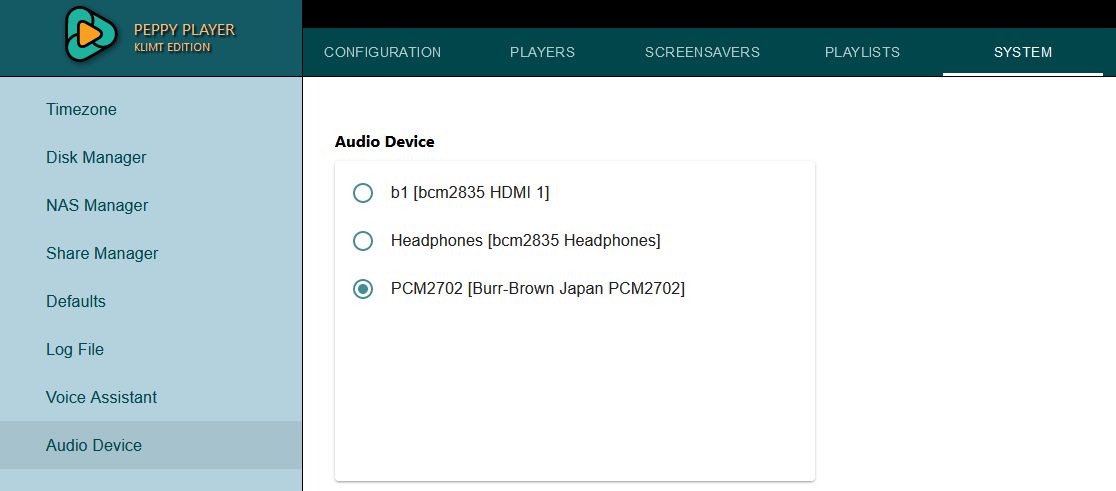 PEPPY PLAYER
KLIMT EDITION
CONFIGURATION PLAYERS SCREENSAVERS PLAYLISTS SYSTEM
Timezone
Disk Manager
NAS Manager
Share Manager
Defaults
Log File
Voice Assistant
Audio Device
Audio Device
b1 [bcm2835 HDMI 1]
Headphones [bcm2835 Headphones]
PCM2702 [Burr-Brown Japan PCM2702]